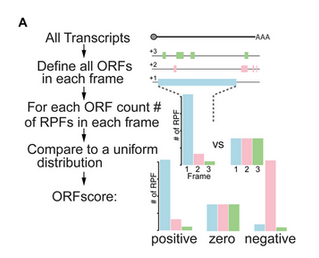 A
All Transcripts
AAA
+3
Define all ORFs
in each frame
+2
+1
For each ORF count #
of RPFs in each frame
# of RPF
vs
Compare to a uniform
distribution
1 2 3
Frame
1 2 3
ORFscore:
# of RPF
positive zero negative